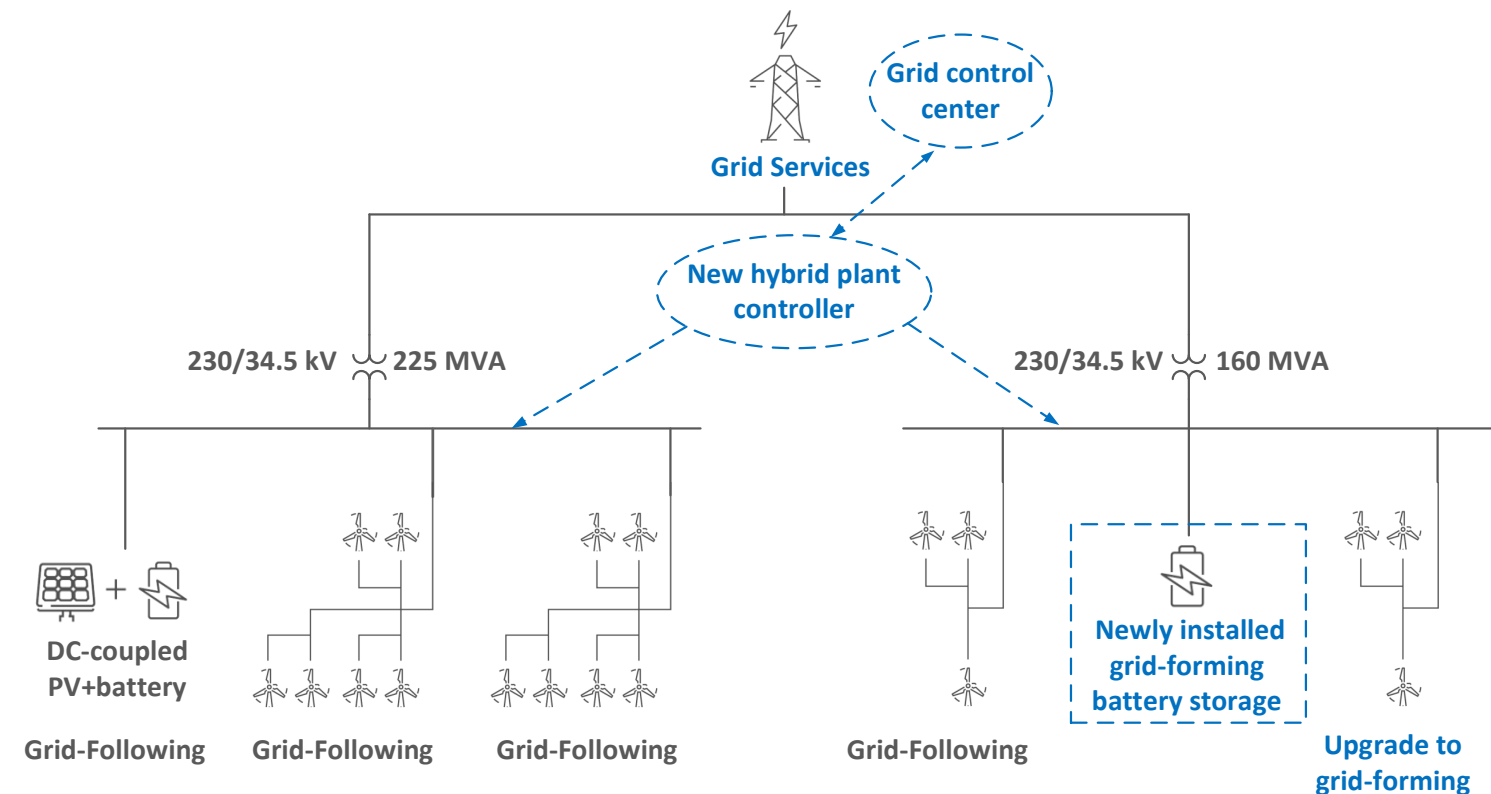 Grid control
center
Grid Services
New hybrid plant
controller
230/34.5 kV
225 MVA
230/34.5 kV
160 MVA
+
DC-coupled
PV+battery
Newly installed
grid-forming
battery storage
Grid-Following
Grid-Following
Grid-Following
Grid-Following
Upgrade to
grid-forming